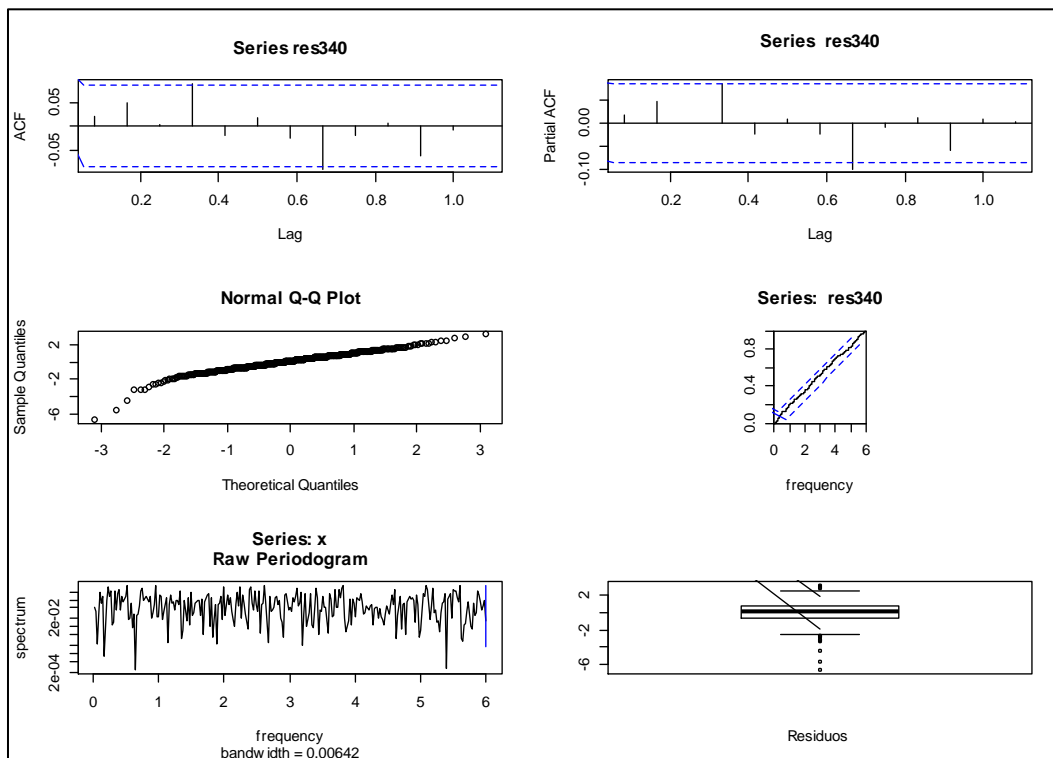 Series res340
ACF
0.05
-0.05
0.2 0.4 0.6 0.8 1.0
Lag
Series res340
Partial ACF
0.00
-0.10
0.2 0.4 0.6 0.8 1.0
Lag
Normal Q-Q Plot
Sample Quantiles
2
-2
-6
-3 -2 -1 0 1 2 3
Theoretical Quantiles
Series: res340
0.8
0.4
0.0
0 2 4 6
frequency
Series: x
Raw Periodogram
spectrum
2e-02
2e-04
0 1 2 3 4 5 6
frequency
bandwidth = 0.00642
2
-2
-6
Residuos